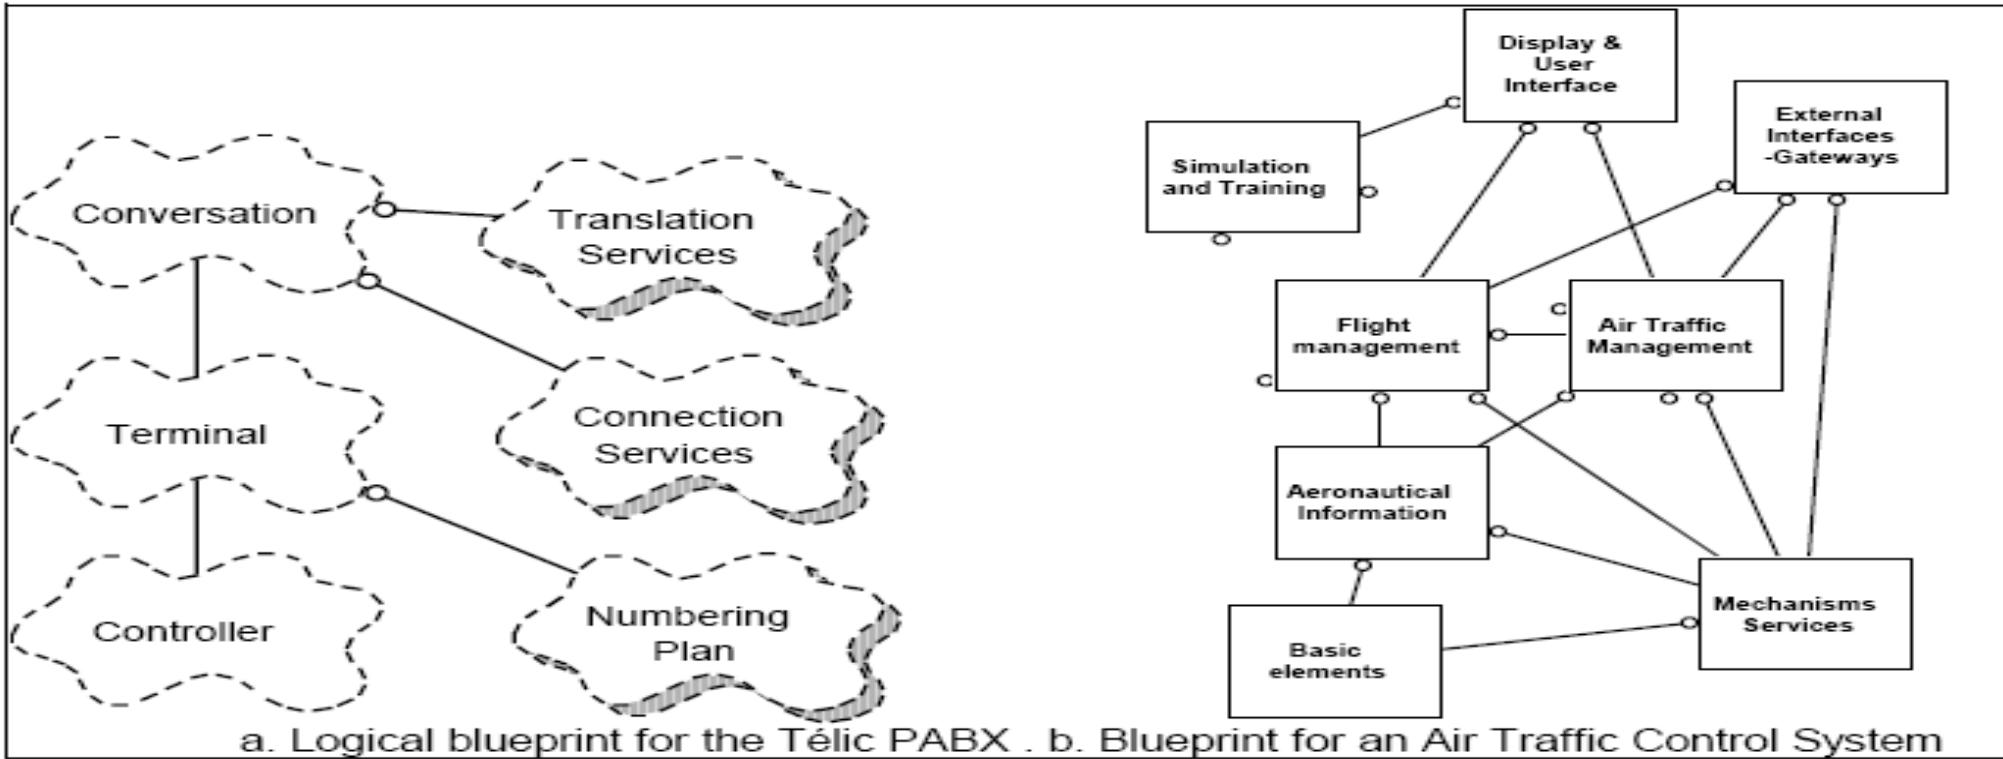 Conversation
Translation
Services
Terminal
Connection
Services
Controller
Numbering
Plan
Display &
User
Interface
External
Interfaces
-Gateways
Simulation
and Training
Flight
management
Air Traffic
Management
Aeronautical
Information
Mechanisms
Services
Basic
elements
a. Logical blueprint for the Télic PABX . b. Blueprint for an Air Traffic Control System